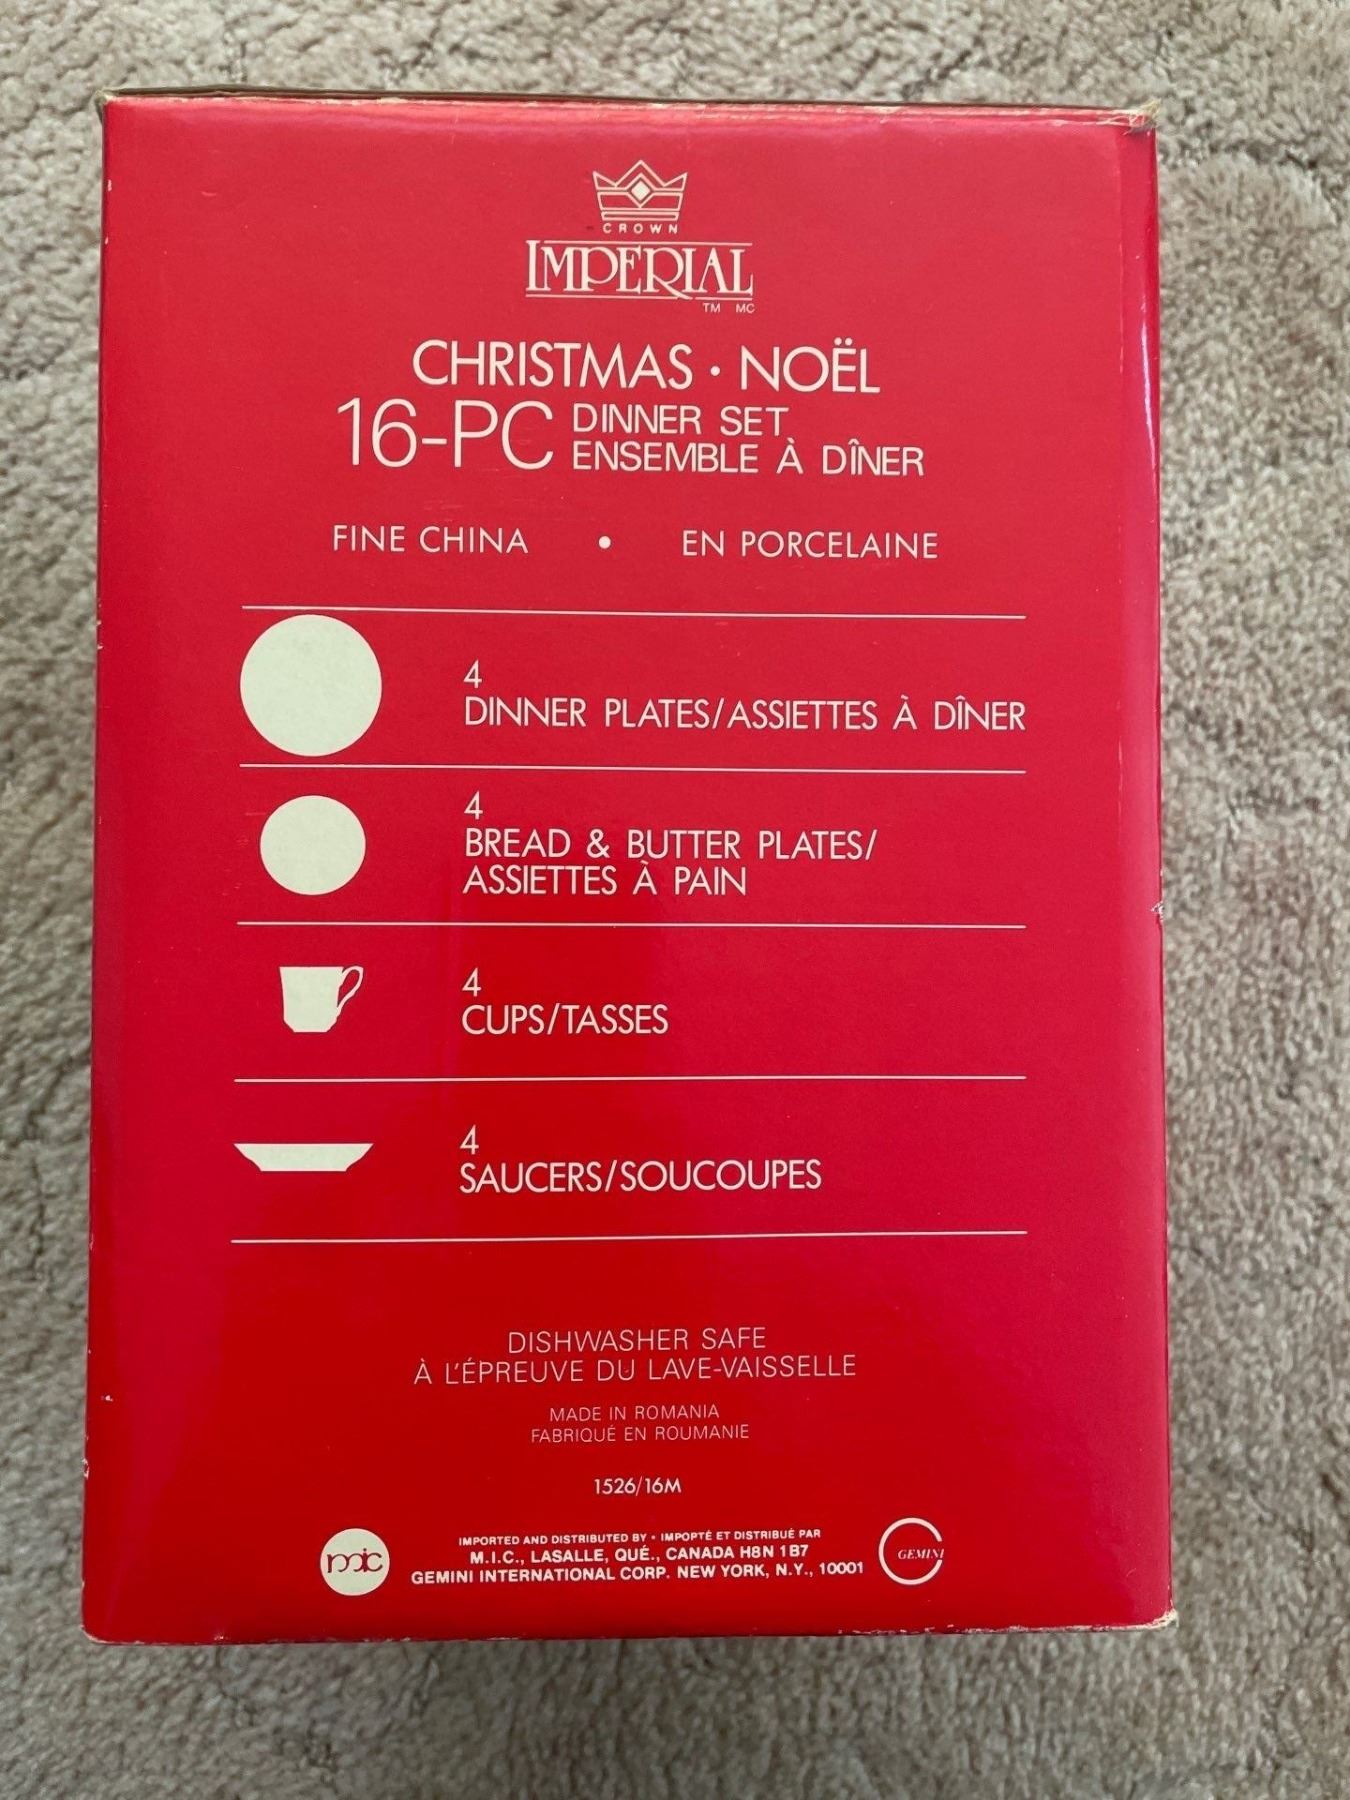 CROWN
IMPERIAL
TM MC
CHRISTMAS • NOËL
16-PC DINNER SET
ENSEMBLE À DÎNER
FINE CHINA • EN PORCELAINE
4
DINNER PLATES/ASSIETTES À DÎNER
4
BREAD & BUTTER PLATES/
ASSIETTES À PAIN
4
CUPS/TASSES
4
SAUCERS/SOUCOUPES
DISHWASHER SAFE
À L'ÉPREUVE DU LAVE-VAISSELLE
MADE IN ROMANIA
FABRIQUÉ EN ROUMANIE
1526/16M
IMPORTED AND DISTRIBUTED BY • IMPOPTÉ ET DISTRIBUÉ PAR
M.I.C., LASALLE, QUÉ., CANADA H8N 1B7
GEMINI INTERNATIONAL CORP. NEW YORK, N.Y., 10001
mic
GEMINI